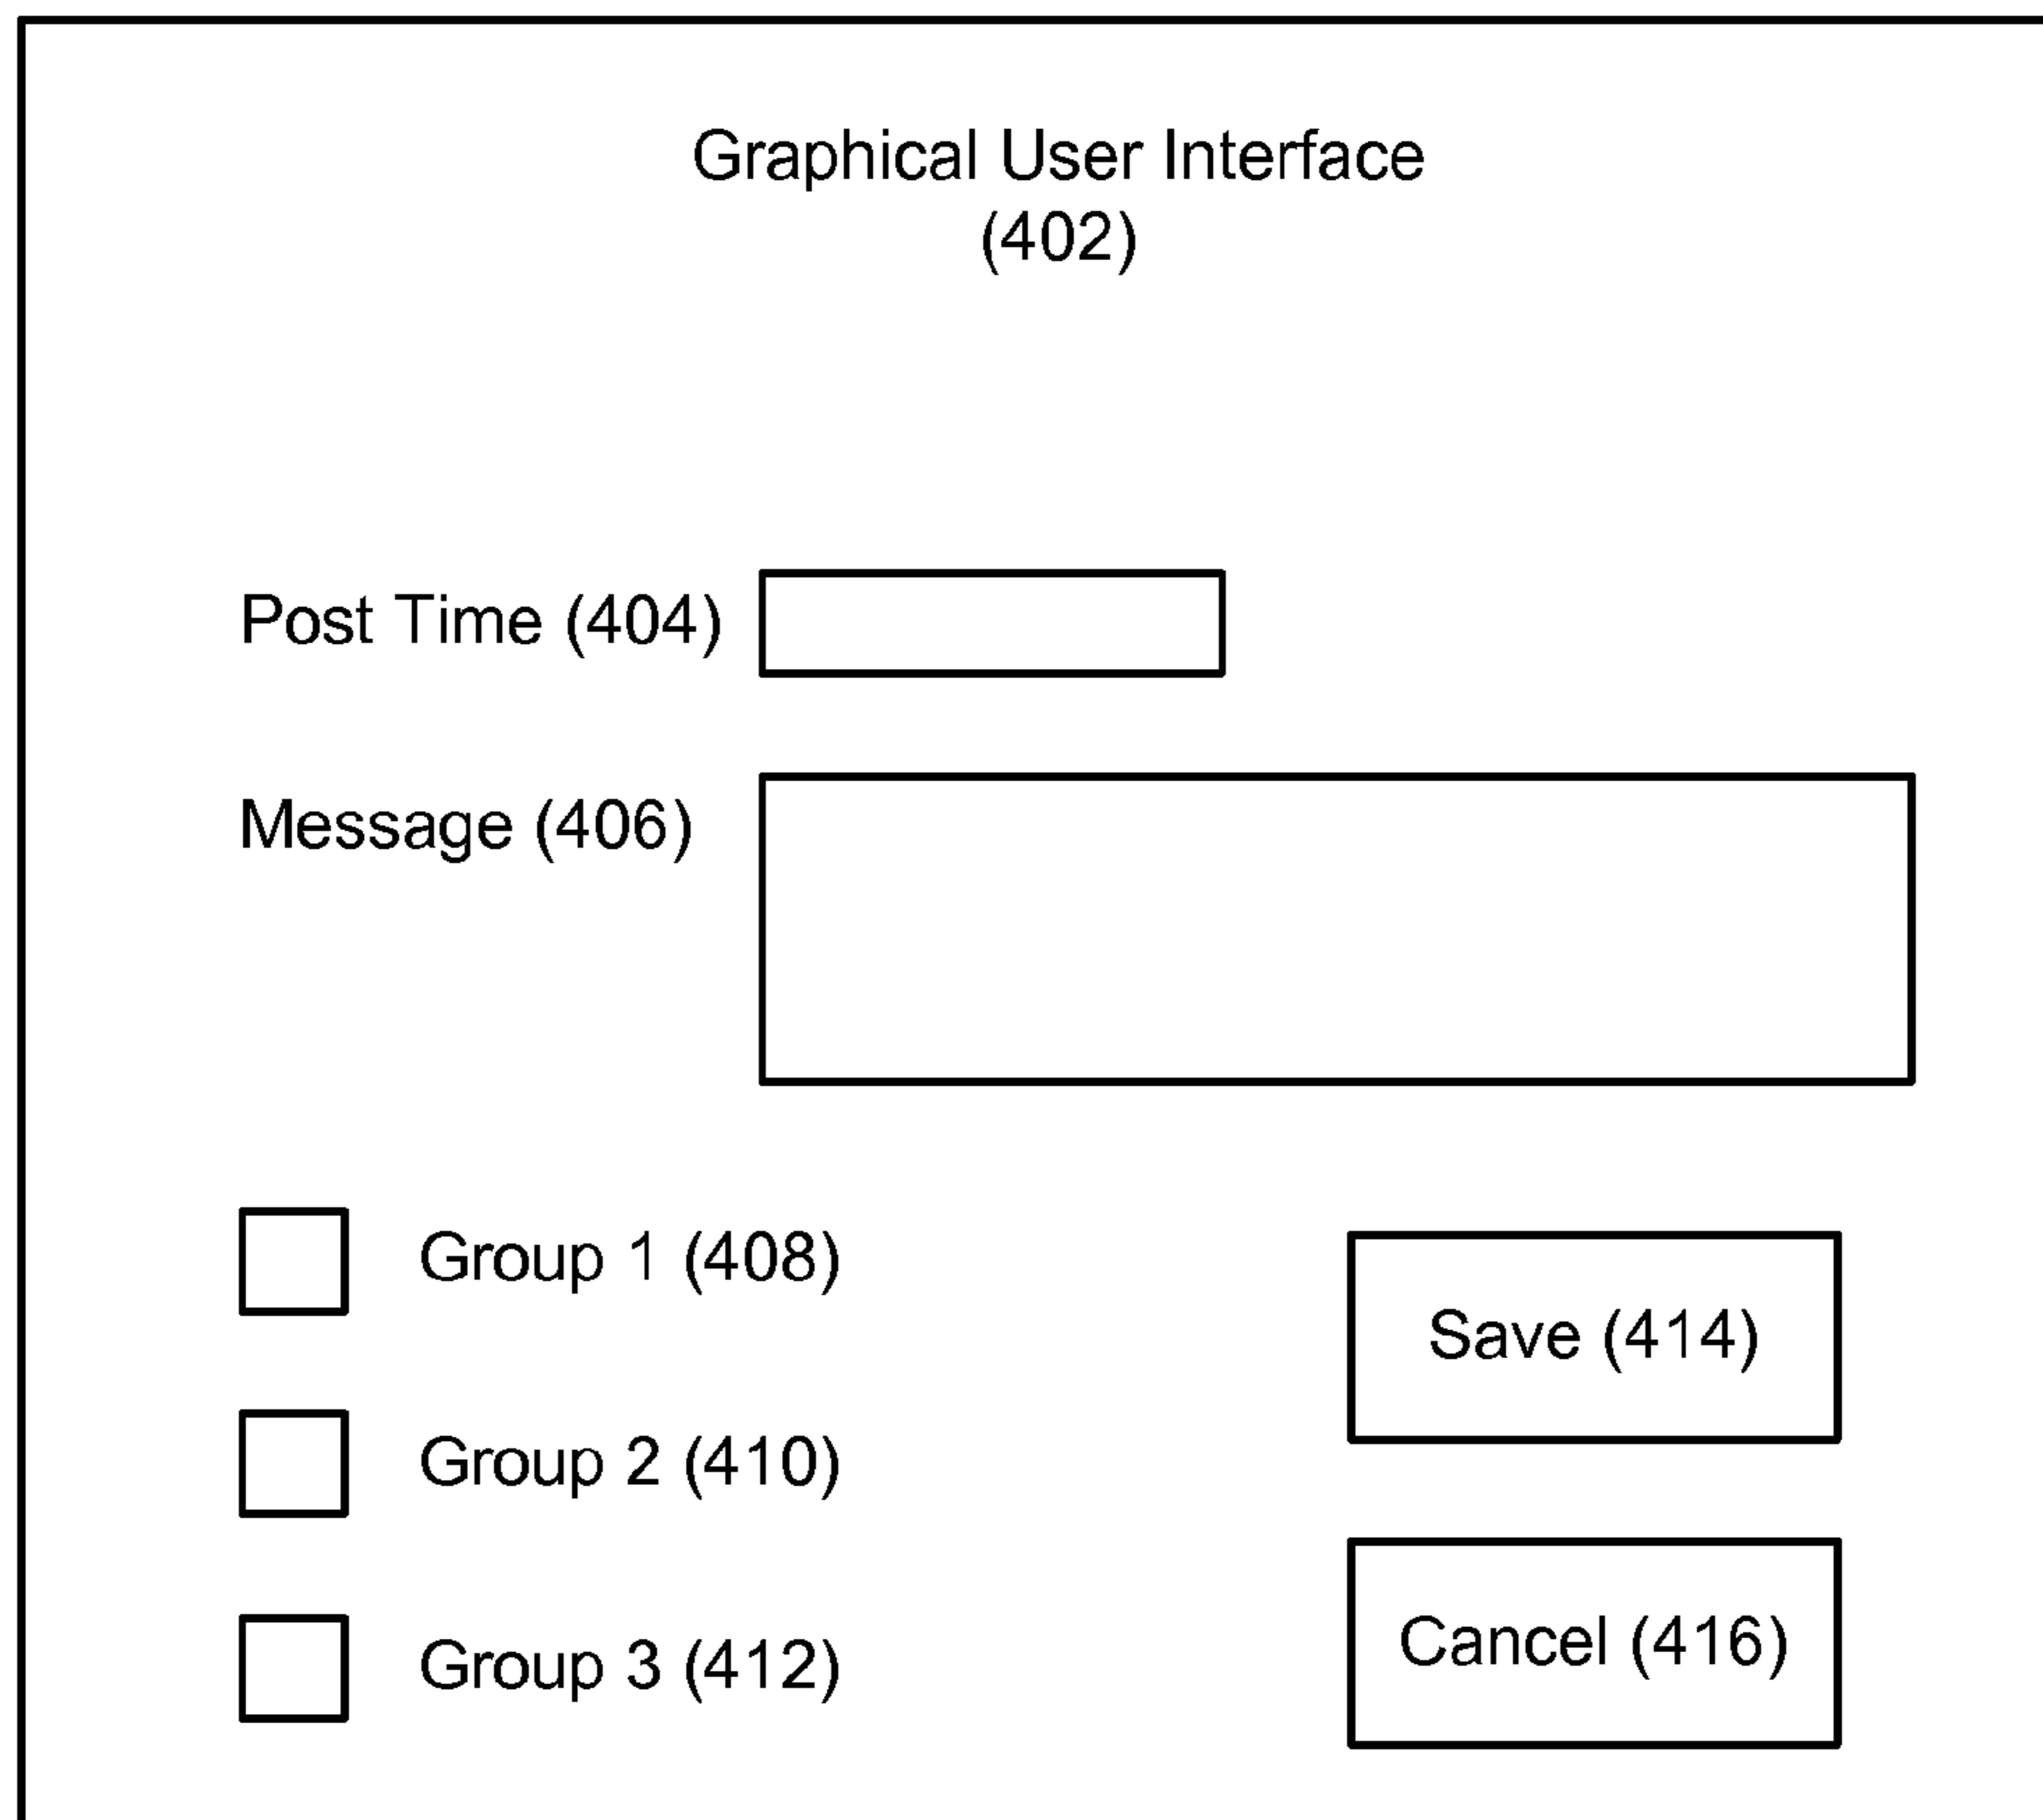 Graphical User Interface
(402)
Post Time (404)
Message (406)
Group 1 (408)
Save (414)
Group 2 (410)
Cancel (416)
Group 3 (412)